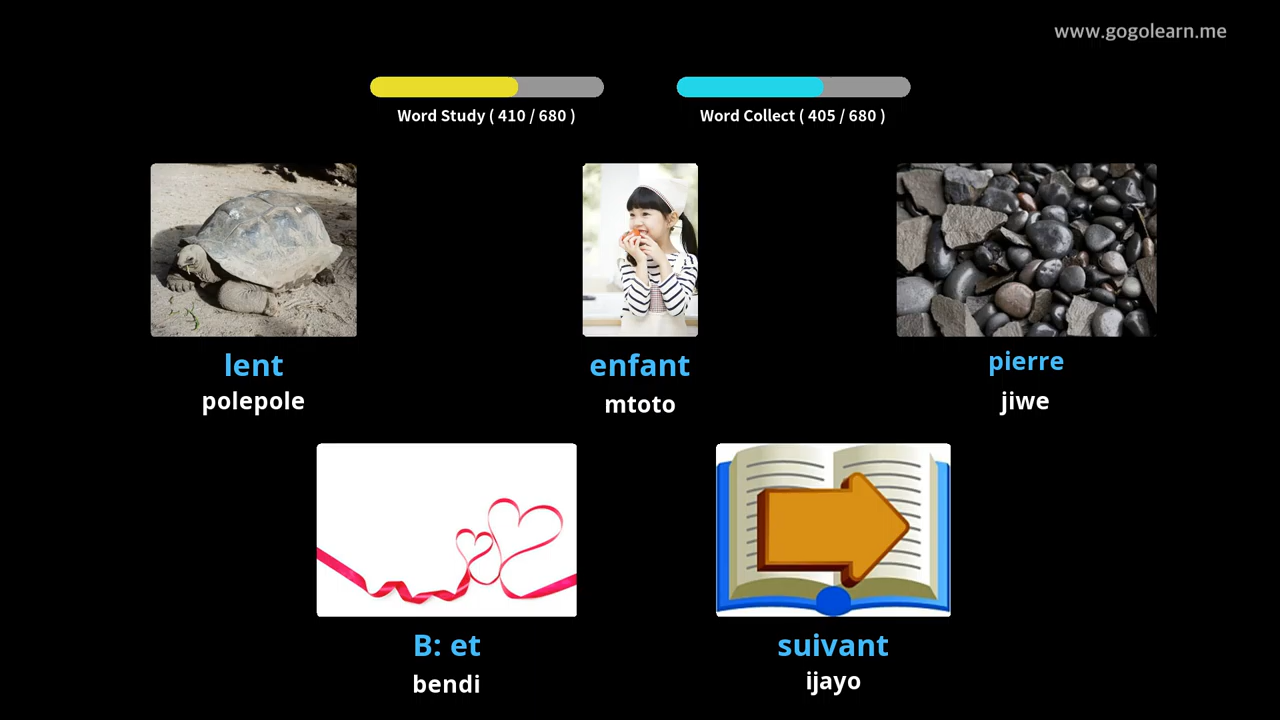 www.gogolearn.me
Word Study ( 410 / 680 )
Word Collect ( 405 / 680 )
lent
polepole
enfant
mtoto
pierre
jiwe
B: et
bendi
suivant
ijayo